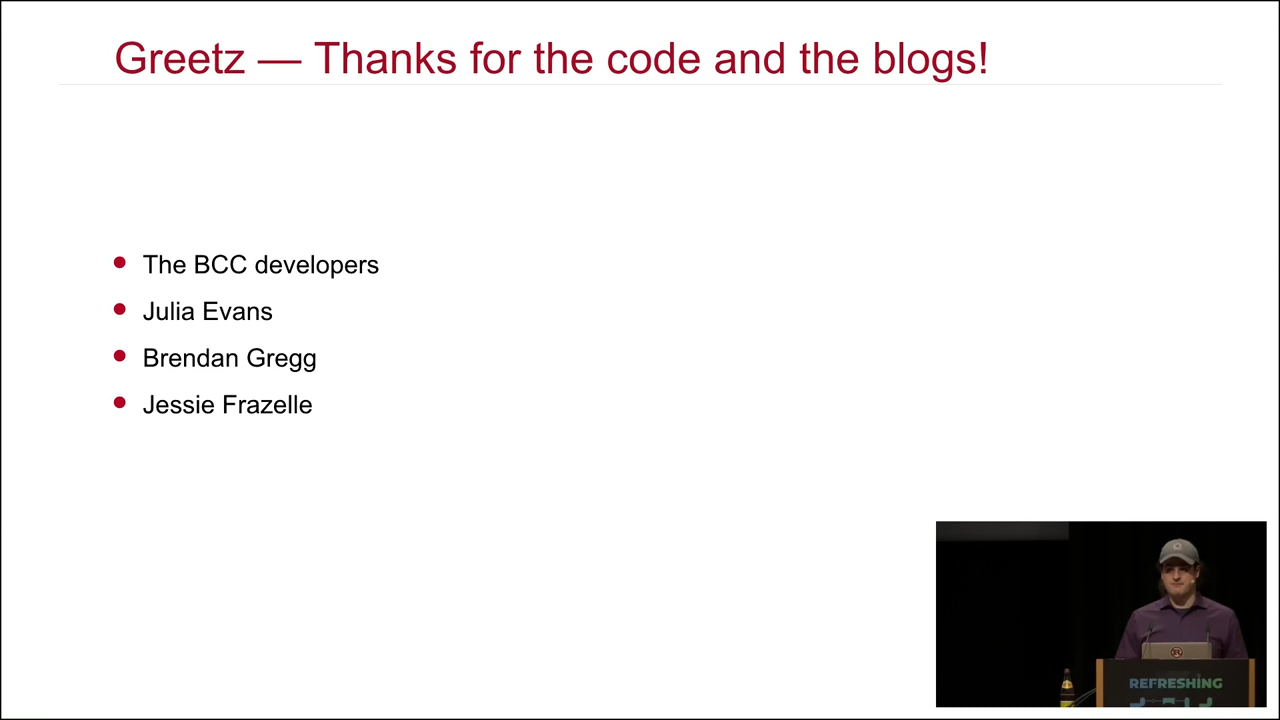 Greetz — Thanks for the code and the blogs!
The BCC developers
Julia Evans
Brendan Gregg
Jessie Frazelle
REFRESHING